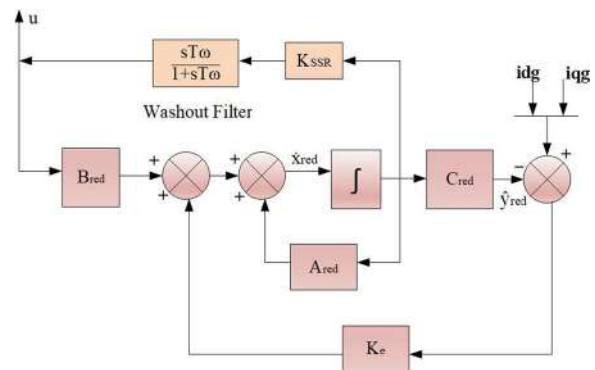 u
sTω
1+sTω
KSSR
Washout Filter
idg
iqg
Bred
+
+
+
+
ẋred
∫
Cred
−
+
ŷred
Ared
Ke